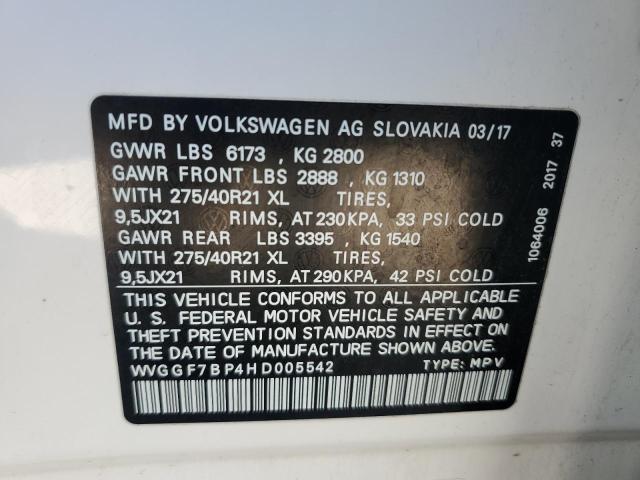 MFD BY VOLKSWAGEN AG SLOVAKIA 03/17
GVWR LBS 6173 , KG 2800
GAWR FRONT LBS 2888 , KG 1310
WITH 275/40R21 XL TIRES,
9,5JX21 RIMS, AT 230 KPA, 33 PSI COLD
GAWR REAR LBS 3395 , KG 1540
WITH 275/40R21 XL TIRES,
9,5JX21 RIMS, AT 290 KPA, 42 PSI COLD
THIS VEHICLE CONFORMS TO ALL APPLICABLE
U. S. FEDERAL MOTOR VEHICLE SAFETY AND
THEFT PREVENTION STANDARDS IN EFFECT ON
THE DATE OF MANUFACTURE SHOWN ABOVE.
WVGGF7BP4HD005542 TYPE: MPV
1064006 2017 37